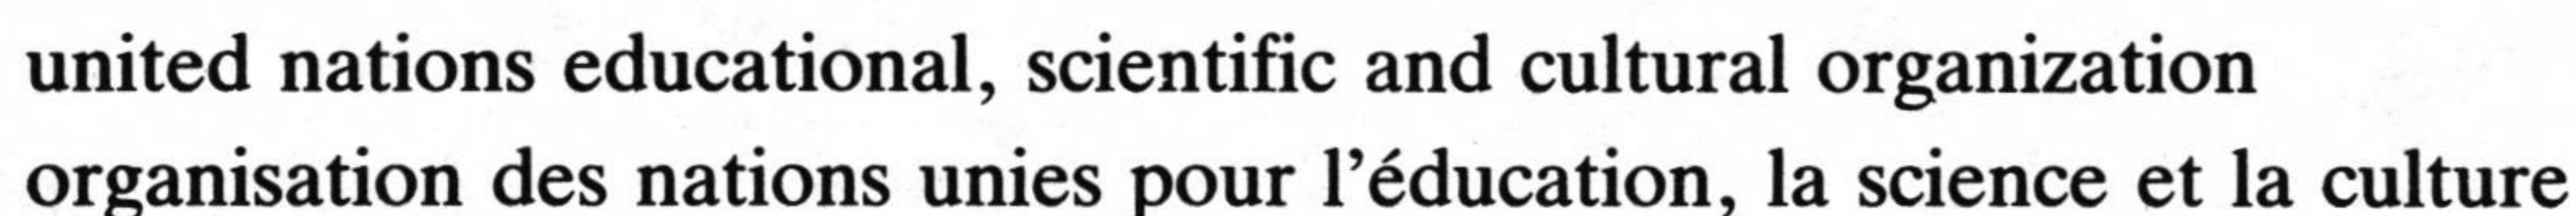 united nations educational, scientific and cultural organization
organisation des nations unies pour l’éducation, la science et la culture